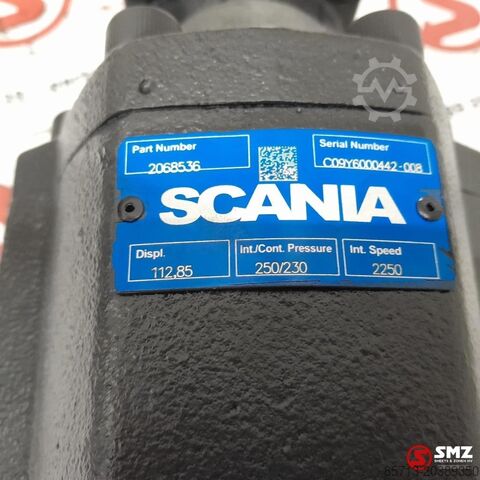 Part Number
2068536
Serial Number
C09Y6000442-008
SCANIA
Displ.
112,85
Int./Cont. Pressure
250/230
Int. Speed
2250
SMZ